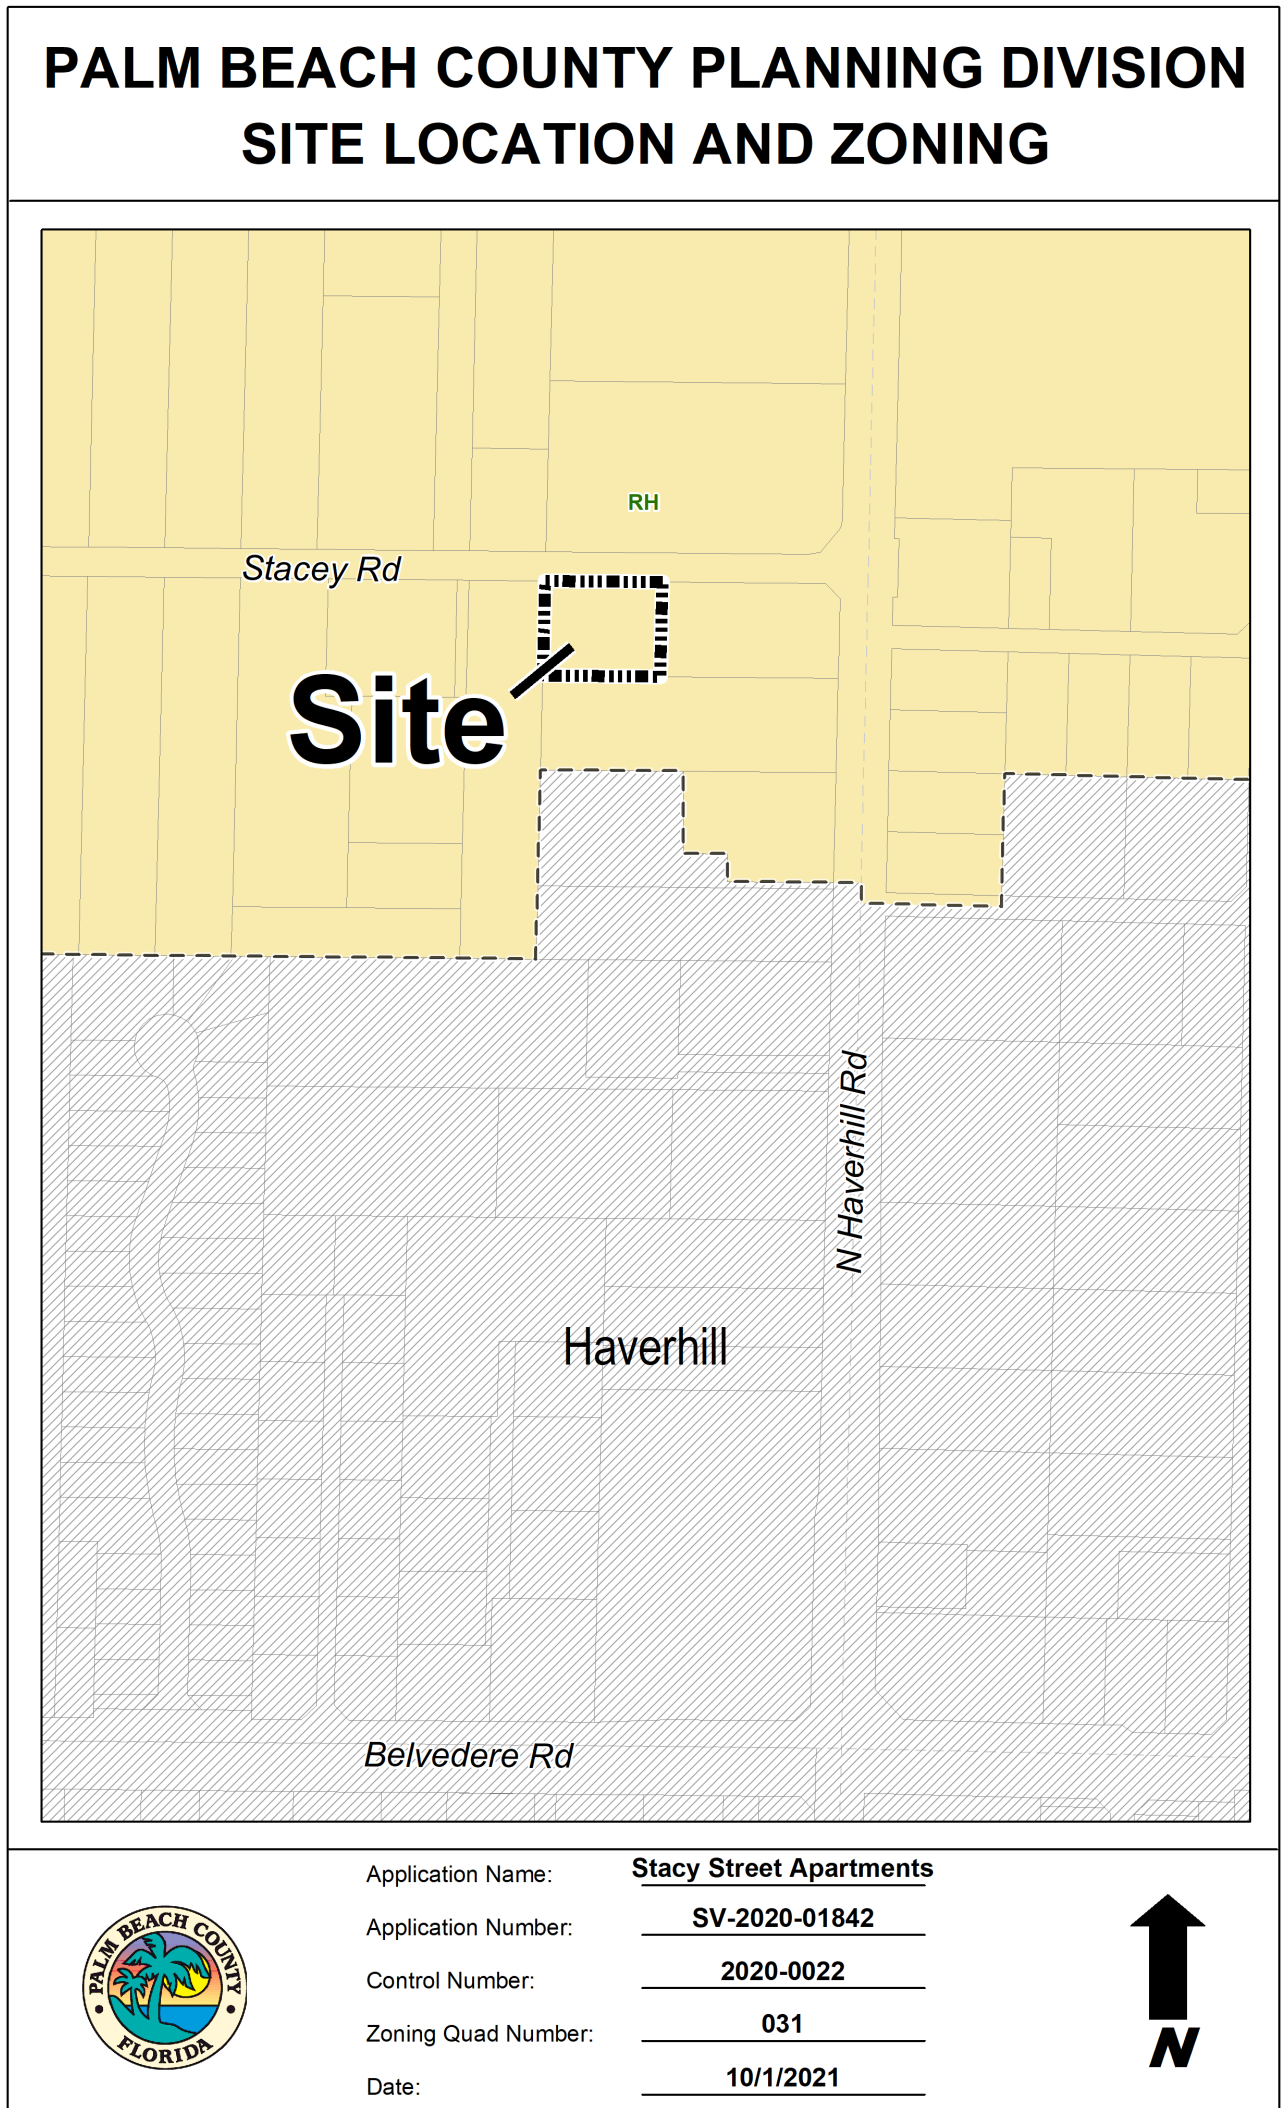 PALM BEACH COUNTY PLANNING DIVISION
SITE LOCATION AND ZONING
RH
Stacey Rd
Site
N Haverhill Rd
Haverhill
Belvedere Rd
Application Name: Stacy Street Apartments
Application Number: SV-2020-01842
Control Number: 2020-0022
Zoning Quad Number: 031
Date: 10/1/2021
PALM BEACH COUNTY
FLORIDA
N